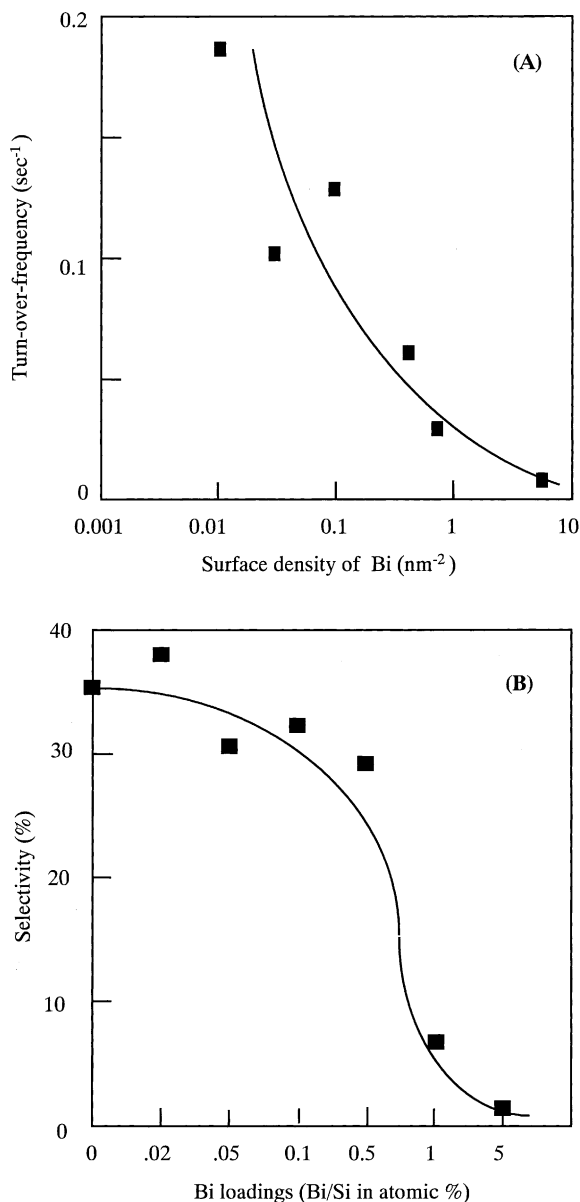 0.2
(A)
Turn-over-frequency (sec-1)
0.1
0
0.001 0.01 0.1 1 10
Surface density of Bi (nm-2)
40
(B)
30
Selectivity (%)
20
10
0
0 .02 .05 0.1 0.5 1 5
Bi loadings (Bi/Si in atomic %)